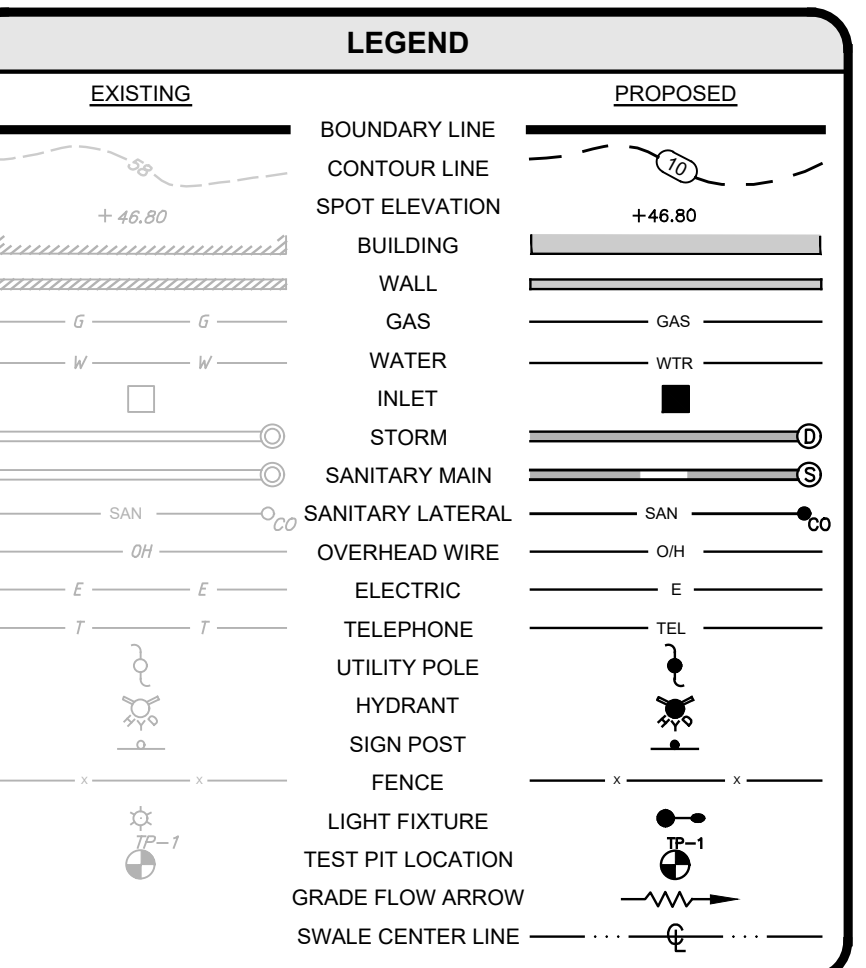 LEGEND
EXISTING PROPOSED
BOUNDARY LINE
58 CONTOUR LINE 10
+ 46.80 SPOT ELEVATION +46.80
BUILDING
WALL
G G GAS GAS
W W WATER WTR
INLET
STORM D
SANITARY MAIN S
SAN CO SANITARY LATERAL SAN CO
OH OVERHEAD WIRE O/H
E E ELECTRIC E
T T TELEPHONE TEL
UTILITY POLE
HYD HYDRANT HYD
SIGN POST
x x FENCE x x
LIGHT FIXTURE
TP-1 TEST PIT LOCATION TP-1
GRADE FLOW ARROW
SWALE CENTER LINE ℄